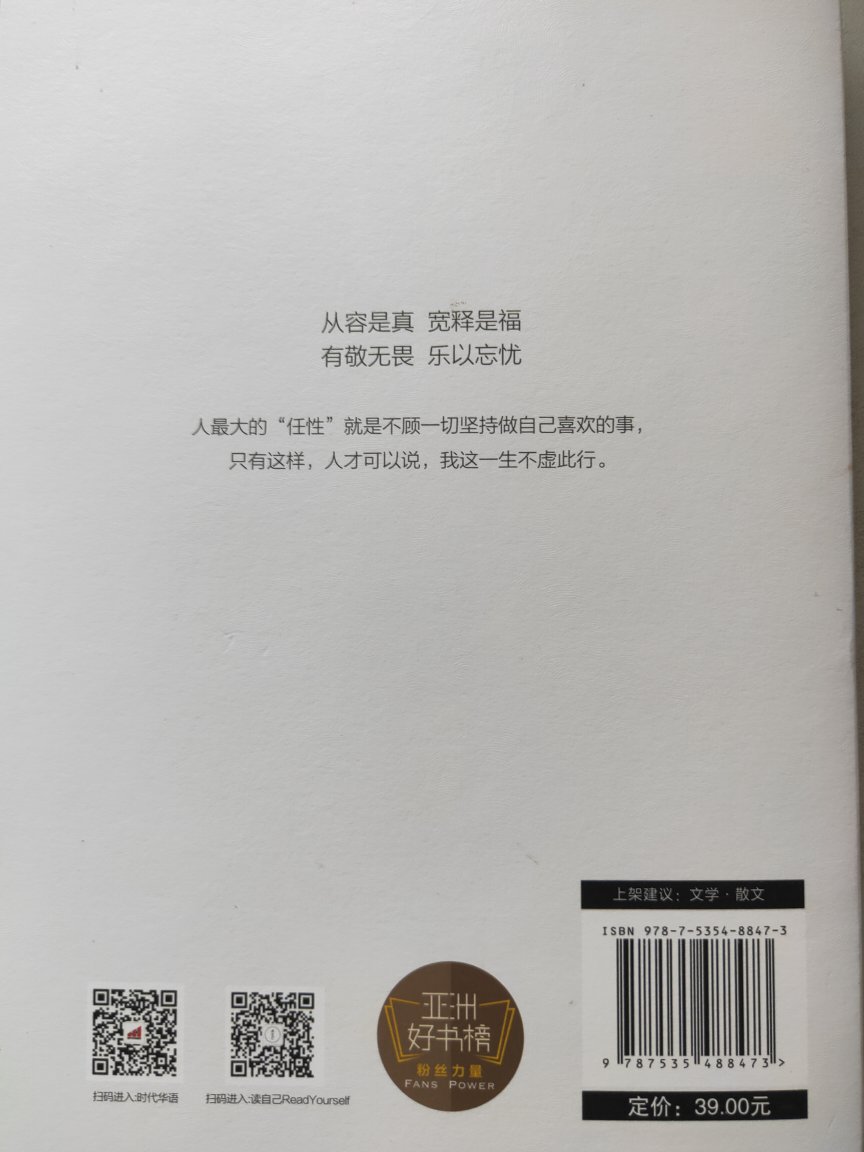 从容是真 宽释是福
有敬无畏 乐以忘忧
人最大的“任性”就是不顾一切坚持做自己喜欢的事，
只有这样，人才可以说，我这一生不虚此行。
上架建议：文学·散文
ISBN 978-7-5354-8847-3
9 787535 488473 >
定价：39.00元
亚洲
好书榜
粉丝力量
FANS POWER
扫码进入:时代华语
扫码进入:读自己ReadYourself